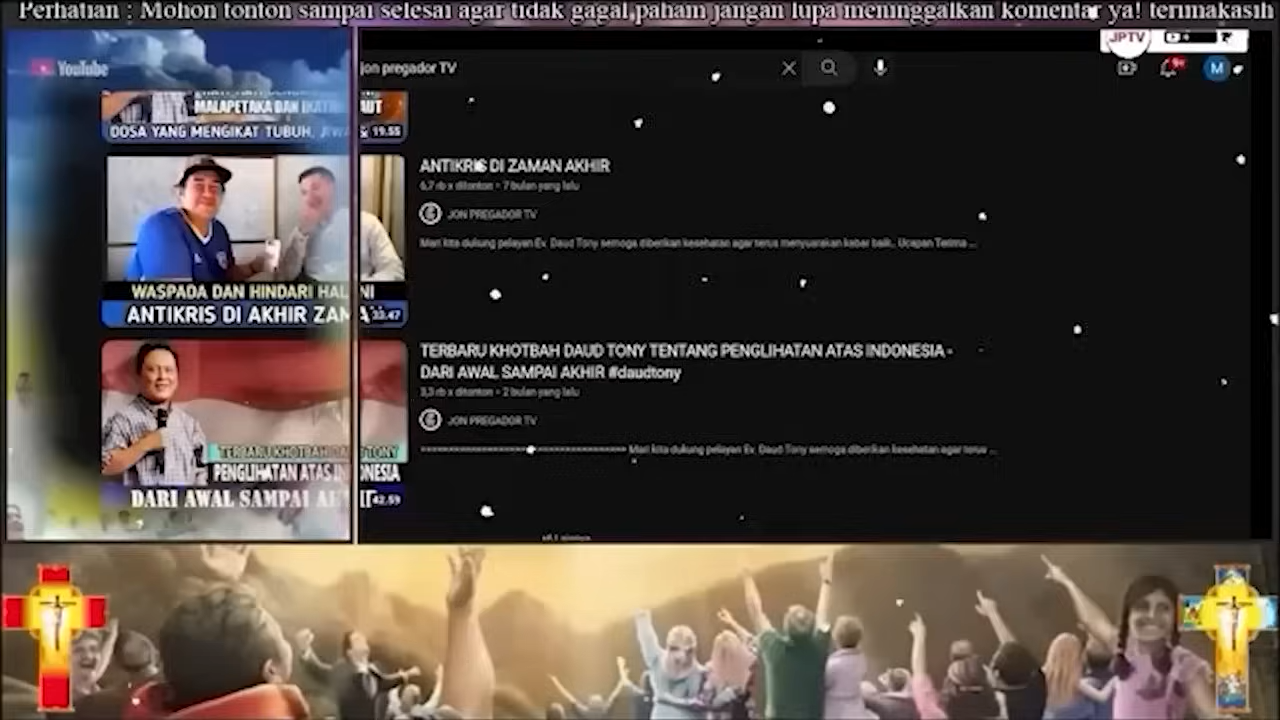 Perhatian : Mohon tonton sampai selesai agar tidak gagal paham jangan lupa meninggalkan komentar ya! terimakasih
JPTV
YouTube
jon pregador TV
9+
M
MALAPETAKA DAN
DOSA YANG MENGIKAT TUBUH, JIWA &
19.55
ANTIKRIS DI ZAMAN AKHIR
6,7 rb x ditonton • 7 bulan yang lalu
JON PREGADOR TV
Mari kita dukung pelayan Ev. Daud Tony semoga diberikan kesehatan agar terus menyuarakan kabar baik.. Ucapan Terima ...
WASPADA DAN HINDARI HAL INI
ANTIKRIS DI AKHIR ZAMA
33.47
TERBARU KHOTBAH DAUD TONY TENTANG PENGLIHATAN ATAS INDONESIA -
DARI AWAL SAMPAI AKHIR #daudtony
3,3 rb x ditonton • 2 bulan yang lalu
JON PREGADOR TV
Mari kita dukung pelayan Ev. Daud Tony semoga diberikan kesehatan agar terus ...
TERBARU KHOTBAH DAUD TONY
PENGLIHATAN ATAS INDONESIA
DARI AWAL SAMPAI
42.59